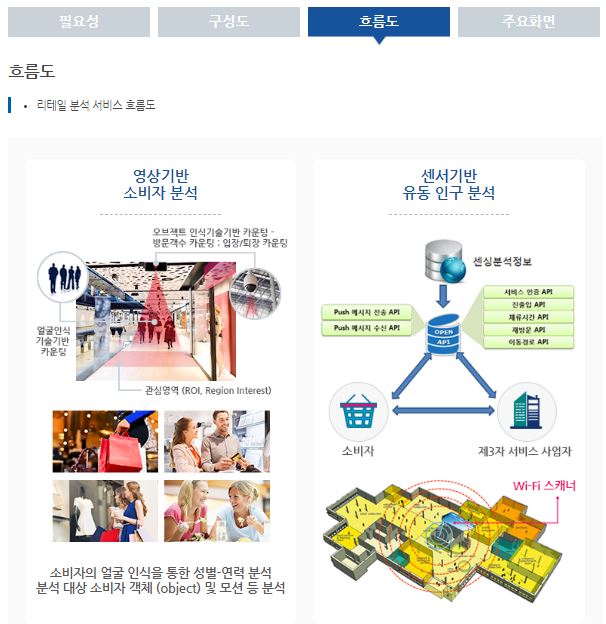 필요성
구성도
흐름도
주요화면
흐름도
리테일 분석 서비스 흐름도
영상기반
소비자 분석
오브젝트 인식기술기반 카운팅 -
방문객수 카운팅 : 입장/퇴장 카운팅
얼굴인식
기술기반
카운팅
관심영역 (ROI, Region Interest)
소비자의 얼굴 인식을 통한 성별-연력 분석
분석 대상 소비자 객체 (object) 및 모션 등 분석
센서기반
유동 인구 분석
센싱분석정보
Push 메시지 전송 API
Push 메시지 수신 API
OPEN
API
서비스 인증 API
진출입 API
체류시간 API
재방문 API
이동경로 API
소비자
제3자 서비스 사업자
Wi-Fi 스캐너